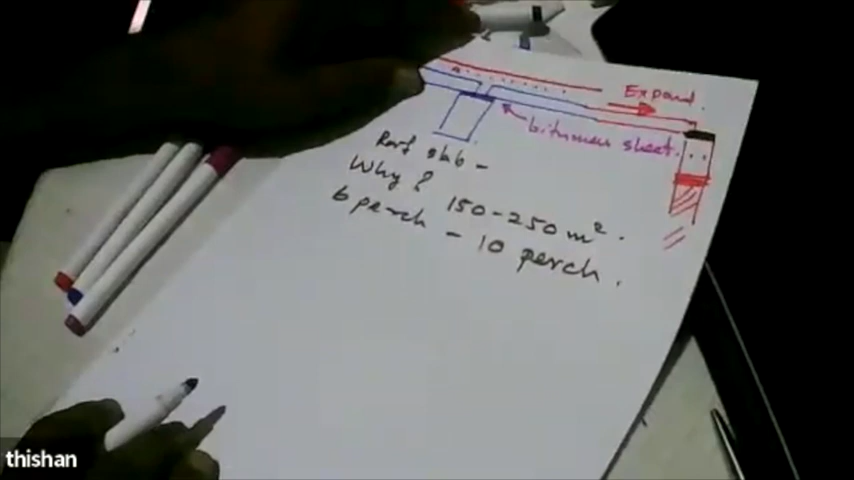 Expand.
bitumen sheet.
Roof slab -
Why? 150-250 m².
6 perch - 10 perch.
thishan